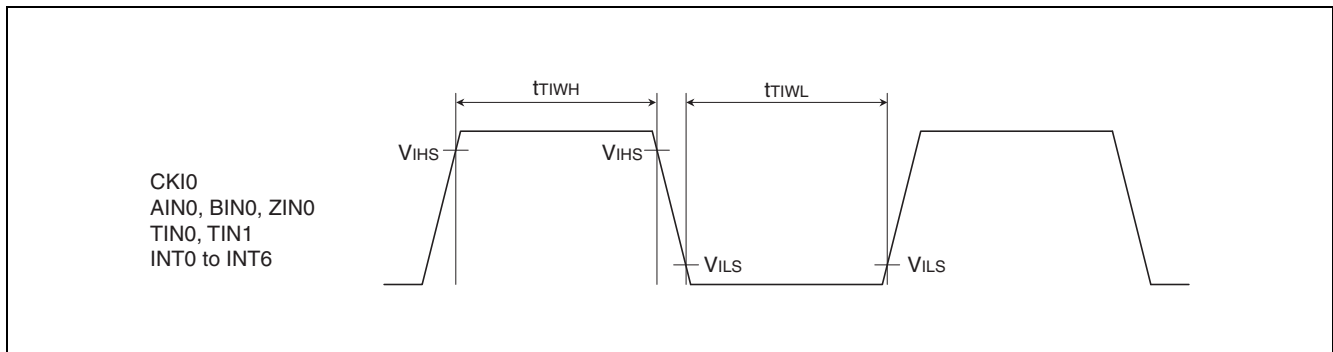 tTIWH
tTIWL
VIHS
VIHS
CKI0
AIN0, BIN0, ZIN0
TIN0, TIN1
INT0 to INT6
VILS
VILS